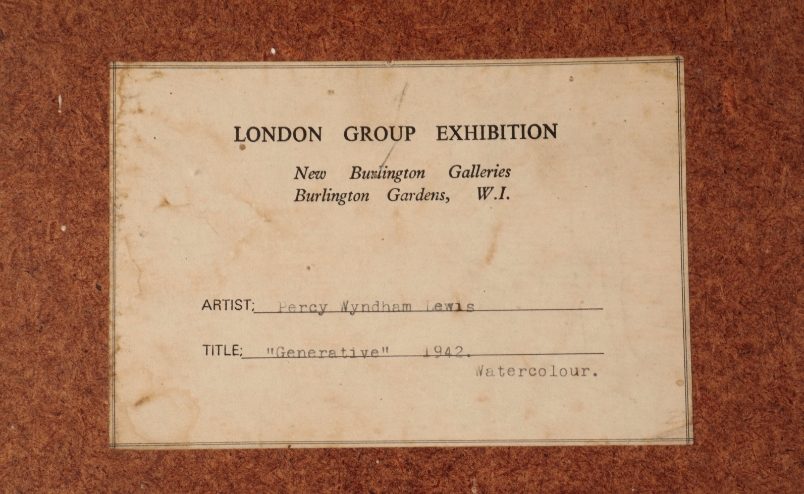 LONDON GROUP EXHIBITION
New Burlington Galleries
Burlington Gardens, W.I.
ARTIST; Percy Wyndham Lewis
TITLE; "Generative" 1942.
Watercolour.